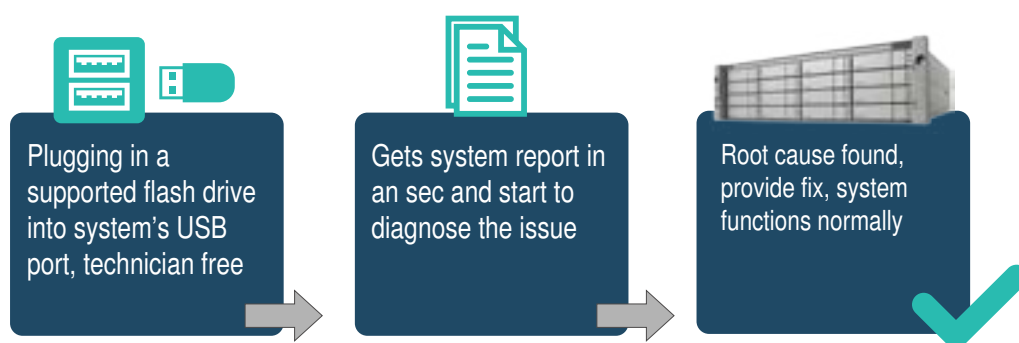 Plugging in a
supported flash drive
into system’s USB
port, technician free
Gets system report in
an sec and start to
diagnose the issue
Root cause found,
provide fix, system
functions normally